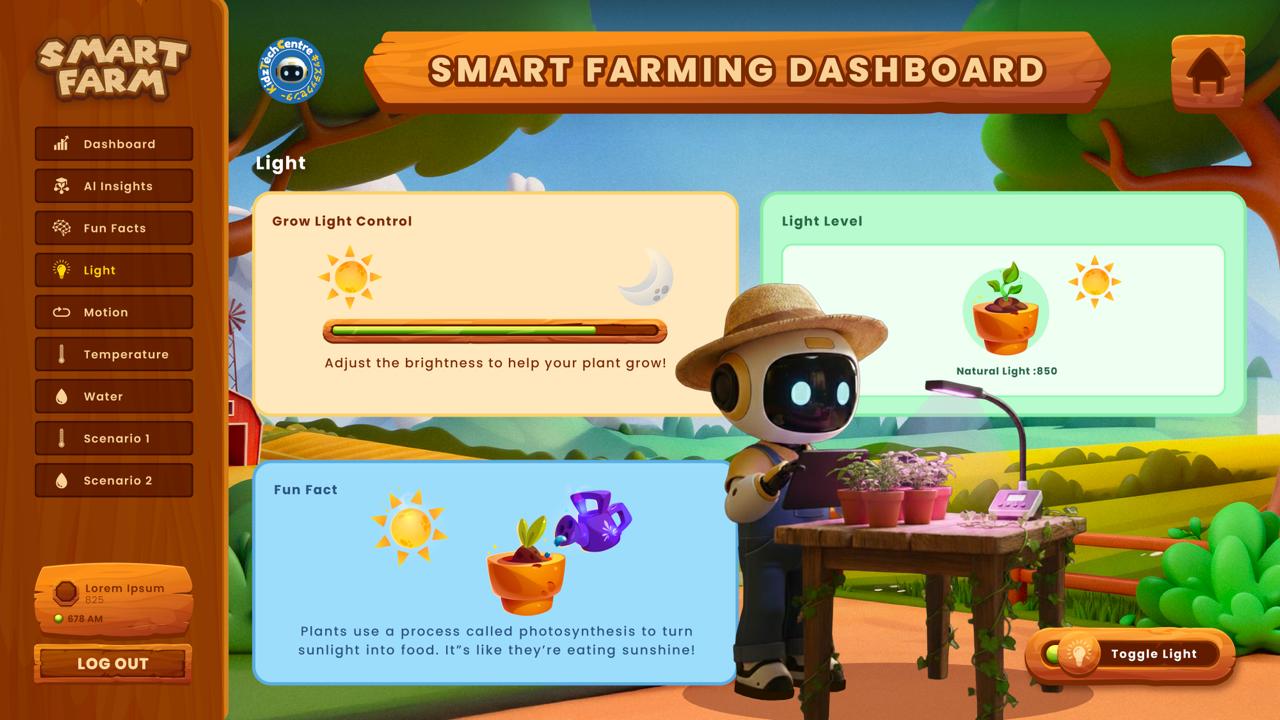 SMART
FARM
Dashboard
AI Insights
Fun Facts
Light
Motion
Temperature
Water
Scenario 1
Scenario 2
Lorem Ipsum
825
678 AM
LOG OUT
KidzTechCentre
SMART FARMING DASHBOARD
Light
Grow Light Control
Adjust the brightness to help your plant grow!
Light Level
Natural Light :850
Fun Fact
Plants use a process called photosynthesis to turn
sunlight into food. It"s like they're eating sunshine!
Toggle Light